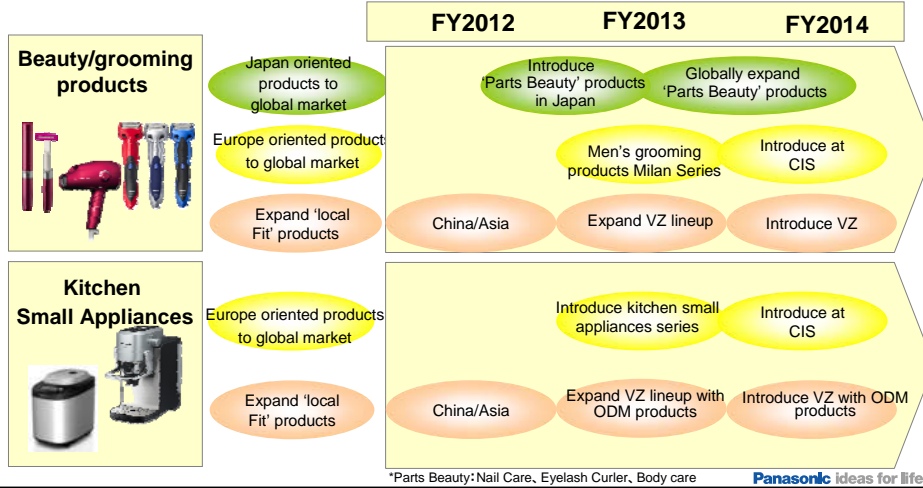 FY2012 FY2013 FY2014
Beauty/grooming
products
Japan oriented
products to
global market
Introduce
‘Parts Beauty’ products
in Japan
Globally expand
‘Parts Beauty’ products
Europe oriented products
to global market
Men’s grooming
products Milan Series
Introduce at
CIS
Expand ‘local
Fit’ products
China/Asia
Expand VZ lineup
Introduce VZ
Kitchen
Small Appliances
Europe oriented products
to global market
Introduce kitchen small
appliances series
Introduce at
CIS
Expand ‘local
Fit’ products
China/Asia
Expand VZ lineup with
ODM products
Introduce VZ with ODM
products
*Parts Beauty：Nail Care、Eyelash Curler、Body care
Panasonic ideas for life